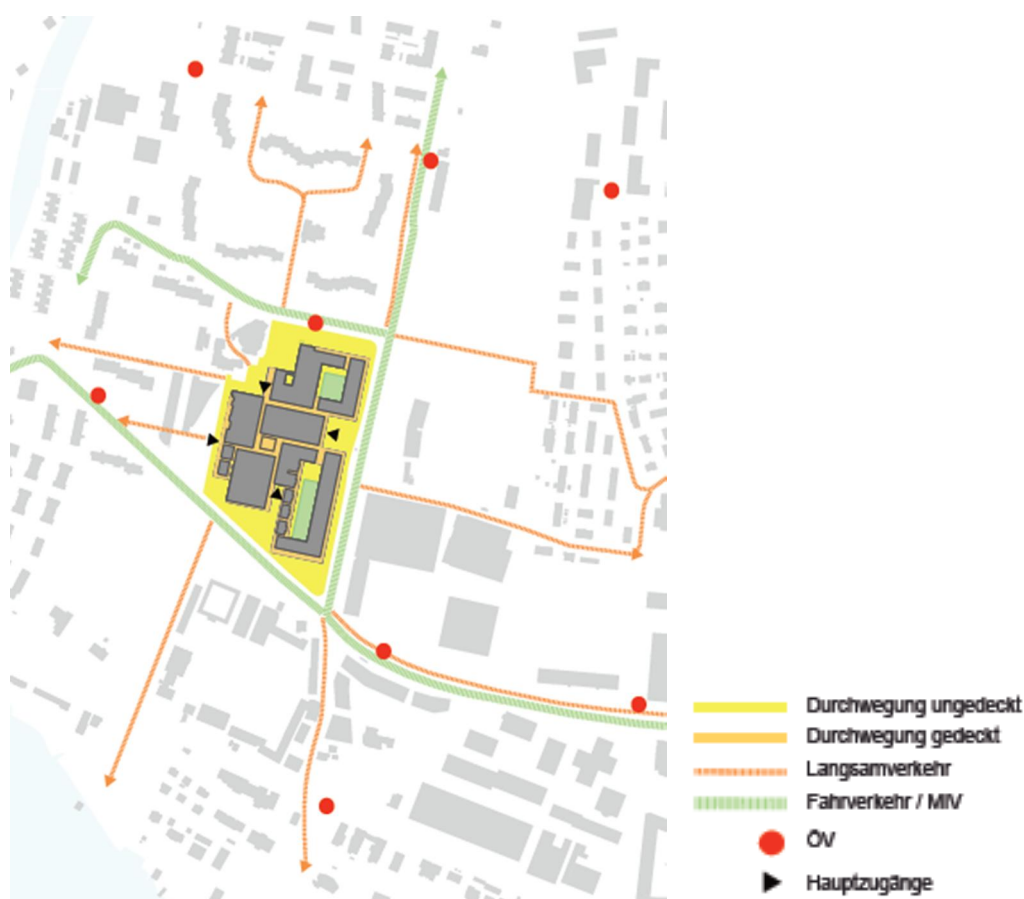 Durchwegung ungedeckt
Durchwegung gedeckt
Langsamverkehr
Fahrverkehr / MIV
ÖV
Hauptzugänge